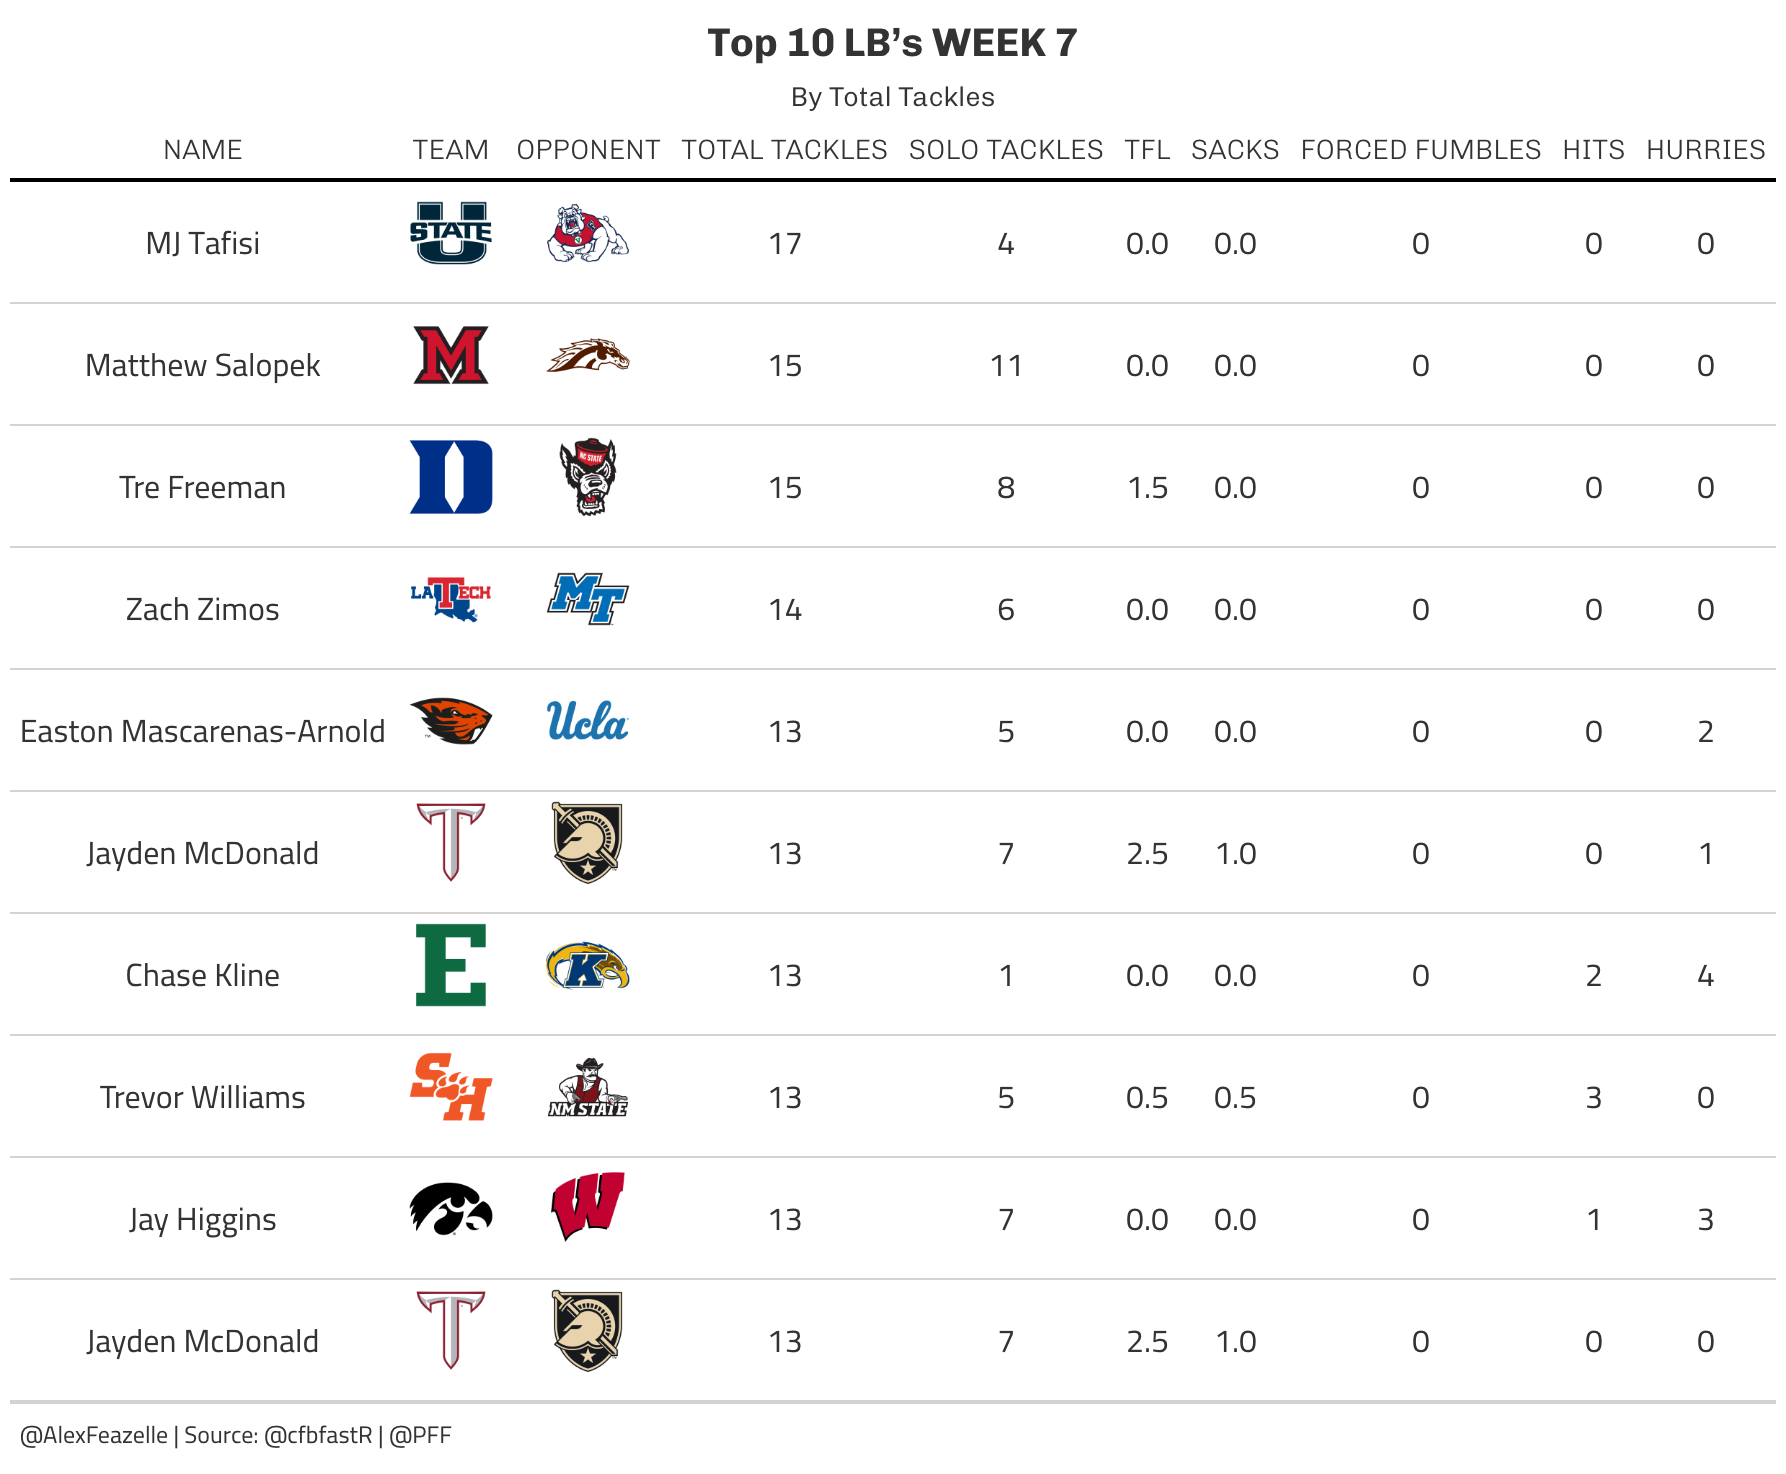 Top 10 LB’s WEEK 7
By Total Tackles
NAME TEAM OPPONENT TOTAL TACKLES SOLO TACKLES TFL SACKS FORCED FUMBLES HITS HURRIES
MJ Tafisi U STATE 17 4 0.0 0.0 0 0 0
Matthew Salopek M 15 11 0.0 0.0 0 0 0
Tre Freeman D NC STATE 15 8 1.5 0.0 0 0 0
Zach Zimos LA TECH MT 14 6 0.0 0.0 0 0 0
Easton Mascarenas-Arnold Ucla 13 5 0.0 0.0 0 0 2
Jayden McDonald T 13 7 2.5 1.0 0 0 1
Chase Kline E K 13 1 0.0 0.0 0 2 4
Trevor Williams SH NM STATE 13 5 0.5 0.5 0 3 0
Jay Higgins W 13 7 0.0 0.0 0 1 3
Jayden McDonald T 13 7 2.5 1.0 0 0 0
@AlexFeazelle | Source: @cfbfastR | @PFF